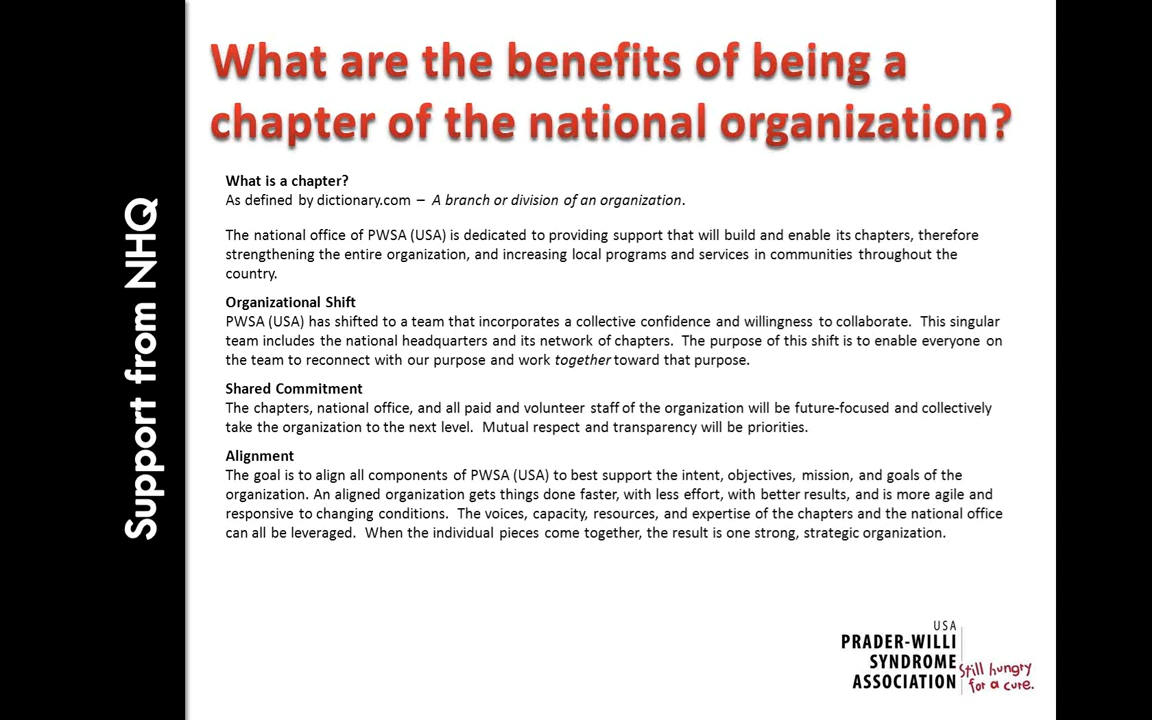 What are the benefits of being a
chapter of the national organization?
Support from NHQ
What is a chapter?
As defined by dictionary.com – A branch or division of an organization.
The national office of PWSA (USA) is dedicated to providing support that will build and enable its chapters, therefore
strengthening the entire organization, and increasing local programs and services in communities throughout the
country.
Organizational Shift
PWSA (USA) has shifted to a team that incorporates a collective confidence and willingness to collaborate.  This singular
team includes the national headquarters and its network of chapters.  The purpose of this shift is to enable everyone on
the team to reconnect with our purpose and work together toward that purpose.
Shared Commitment
The chapters, national office, and all paid and volunteer staff of the organization will be future-focused and collectively
take the organization to the next level.  Mutual respect and transparency will be priorities.
Alignment
The goal is to align all components of PWSA (USA) to best support the intent, objectives, mission, and goals of the
organization. An aligned organization gets things done faster, with less effort, with better results, and is more agile and
responsive to changing conditions.  The voices, capacity, resources, and expertise of the chapters and the national office
can all be leveraged.  When the individual pieces come together, the result is one strong, strategic organization.
USA
PRADER-WILLI
SYNDROME
ASSOCIATION
Still hungry
for a cure.